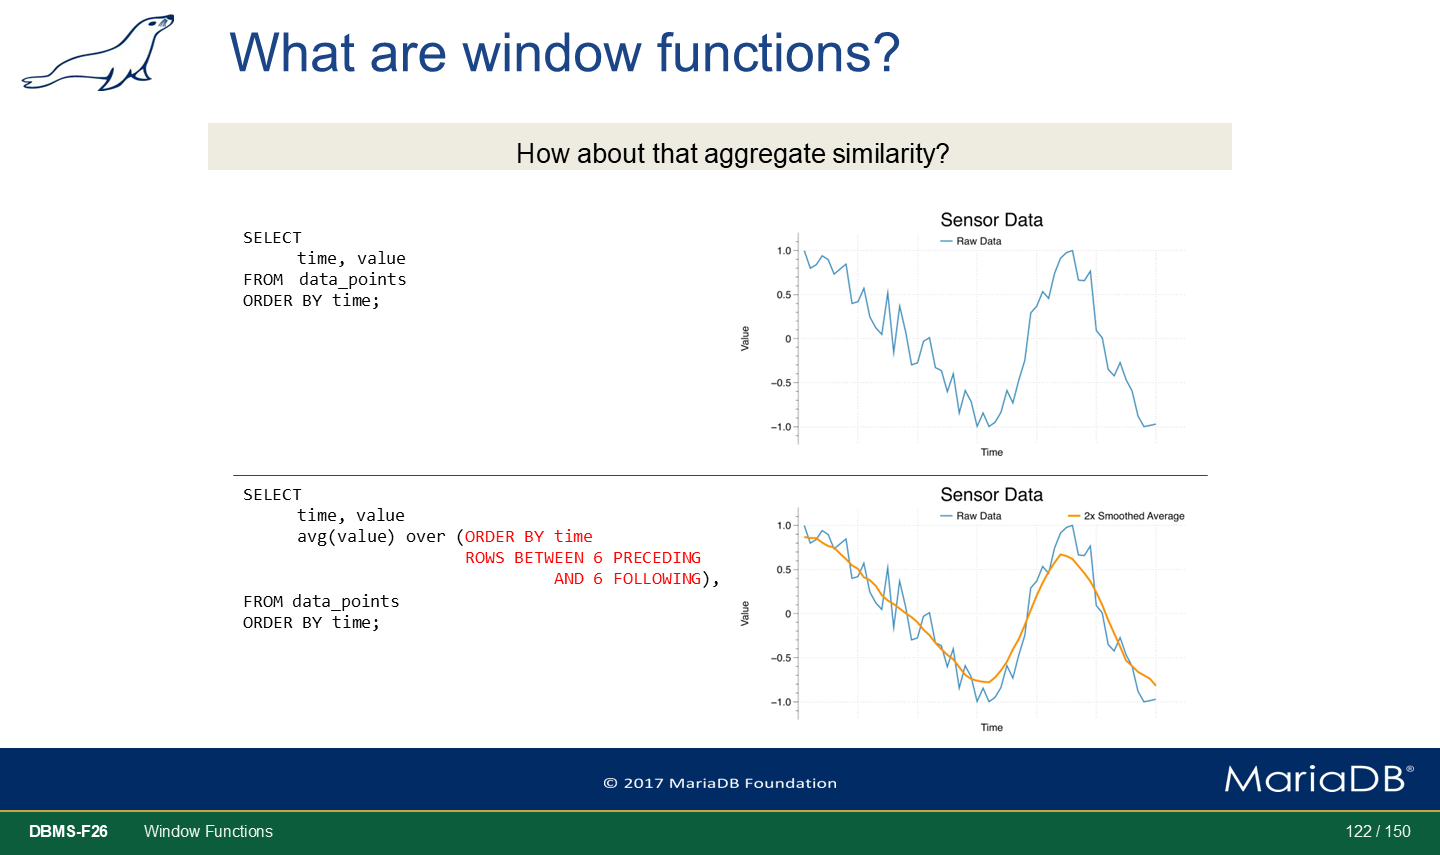 What are window functions?
How about that aggregate similarity?
SELECT
time, value
FROM data_points
ORDER BY time;
Sensor Data
Raw Data
1.0
0.5
0
−0.5
−1.0
Value
Time
SELECT
time, value
avg(value) over (ORDER BY time
ROWS BETWEEN 6 PRECEDING
AND 6 FOLLOWING),
FROM data_points
ORDER BY time;
Sensor Data
Raw Data 2x Smoothed Average
1.0
0.5
0
−0.5
−1.0
Value
Time
© 2017 MariaDB Foundation
MariaDB®
DBMS-F26 Window Functions 122 / 150